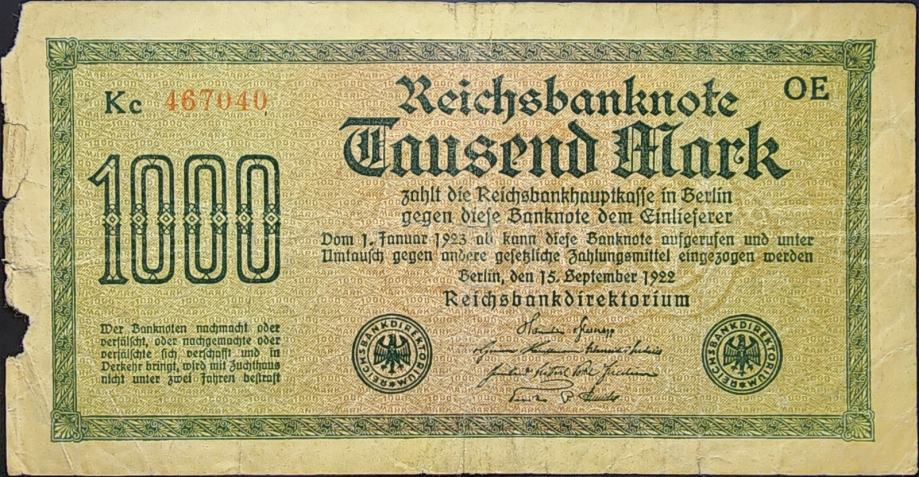 Kc 467040
OE
Reichsbanknote
Tausend Mark
1000
zahlt die Reichsbankhauptkasse in Berlin
gegen diese Banknote dem Einlieferer
Vom 1. Januar 1923 ab kann diese Banknote aufgerufen und unter
Umtausch gegen andere gesetzliche Zahlungsmittel eingezogen werden
Berlin, den 15. September 1922
Reichsbankdirektorium
Wer Banknoten nachmacht oder
verfälscht, oder nachgemachte oder
verfälschte sich verschafft und in
Verkehr bringt, wird mit Zuchthaus
nicht unter zwei Jahren bestraft
REICHSBANKDIREKTORIUM
REICHSBANKDIREKTORIUM